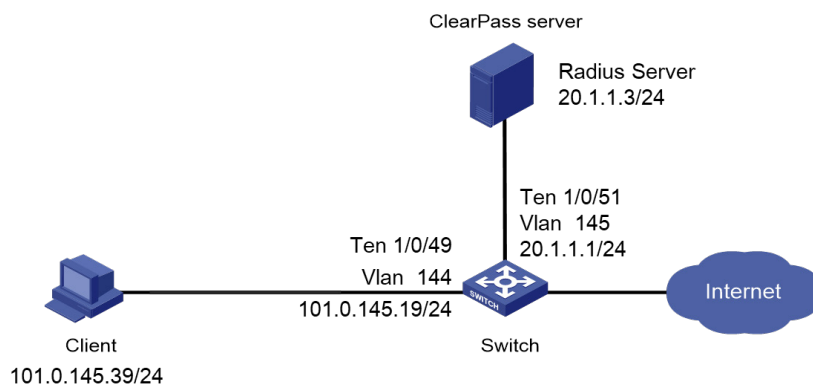 ClearPass server
Radius Server
20.1.1.3/24
Ten 1/0/51
Vlan 145
20.1.1.1/24
Ten 1/0/49
Vlan 144
101.0.145.19/24
SWITCH
Internet
Client
Switch
101.0.145.39/24